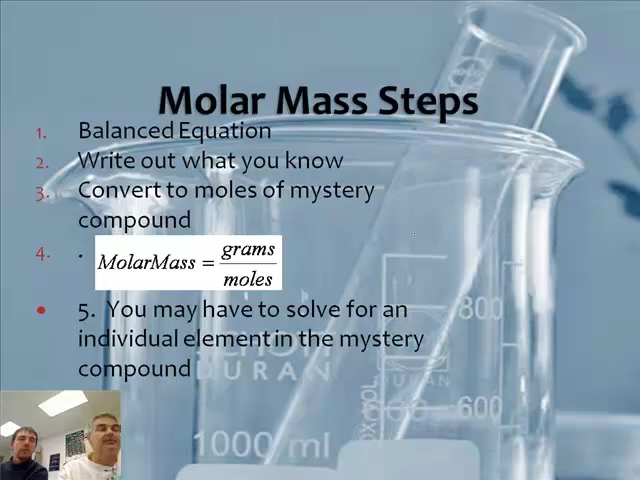 Molar Mass Steps
1. Balanced Equation
2. Write out what you know
3. Convert to moles of mystery
compound
4. . MolarMass = grams/moles
• 5. You may have to solve for an
individual element in the mystery
compound
800
DURAN
DURAN
600
1000 ml